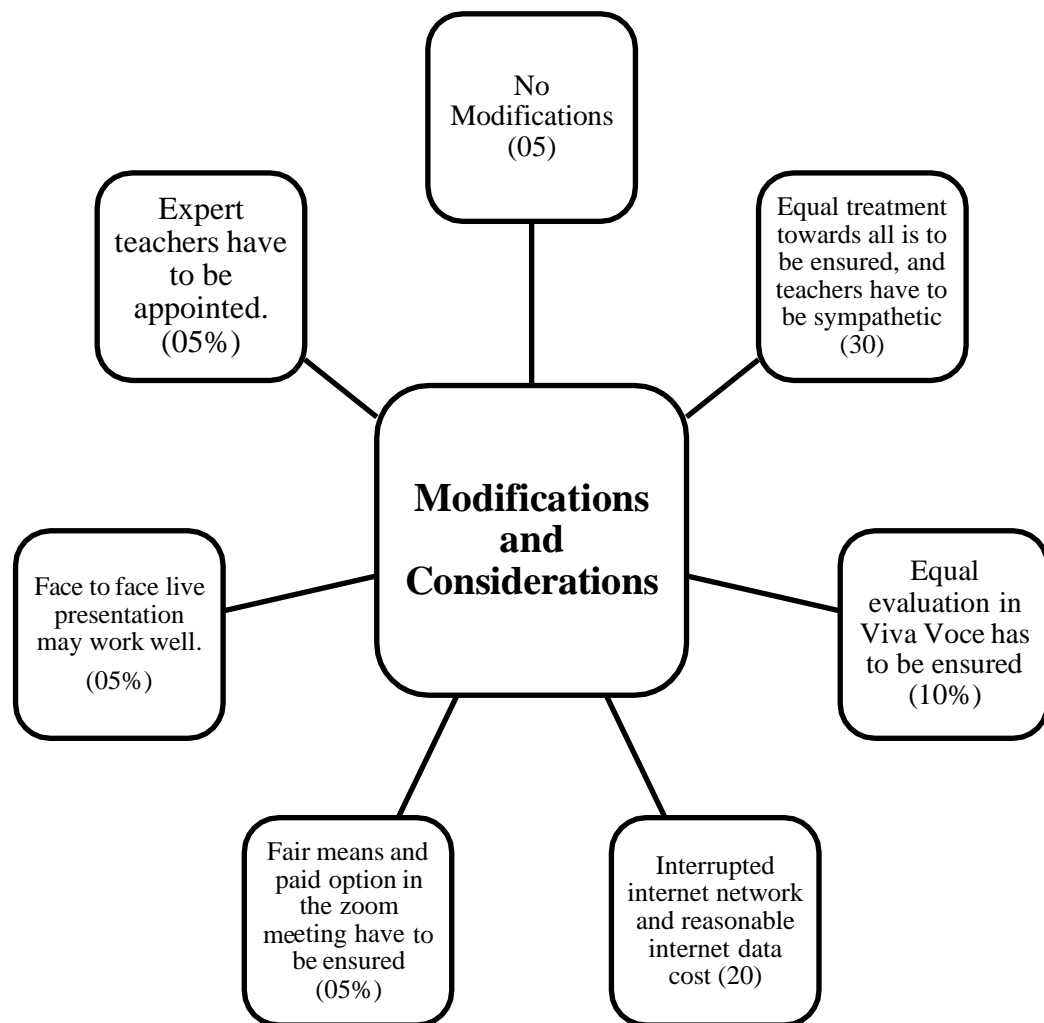 No
Modifications
(05)
Equal treatment
towards all is to
be ensured, and
teachers have to
be sympathetic
(30)
Equal
evaluation in
Viva Voce has
to be ensured
(10%)
Interrupted
internet network
and reasonable
internet data
cost (20)
Fair means and
paid option in
the zoom
meeting have to
be ensured
(05%)
Face to face live
presentation
may work well.
(05%)
Expert
teachers have
to be
appointed.
(05%)
Modifications
and
Considerations